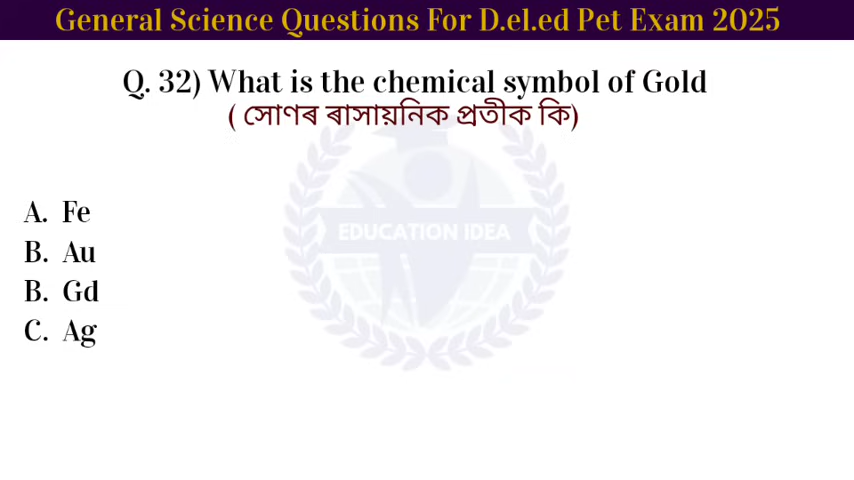 General Science Questions For D.el.ed Pet Exam 2025
Q. 32) What is the chemical symbol of Gold
( সোণৰ ৰাসায়নিক প্ৰতীক কি)
EDUCATION IDEA
A. Fe
B. Au
B. Gd
C. Ag